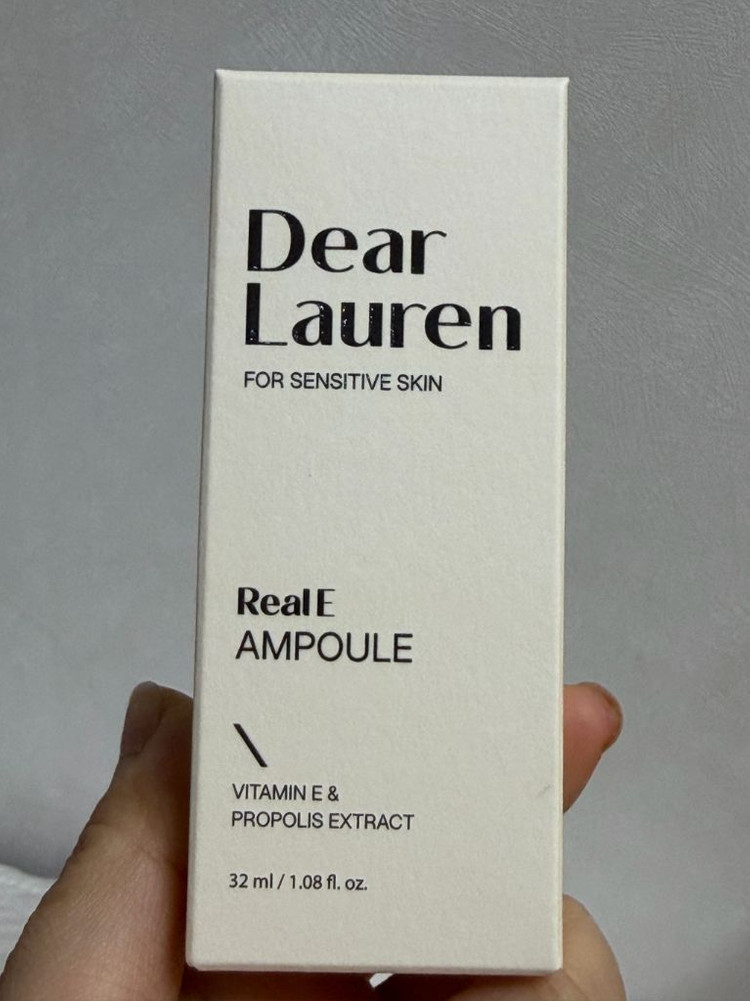 Dear
Lauren
FOR SENSITIVE SKIN
Real E
AMPOULE
VITAMIN E &
PROPOLIS EXTRACT
32 ml / 1.08 fl. oz.